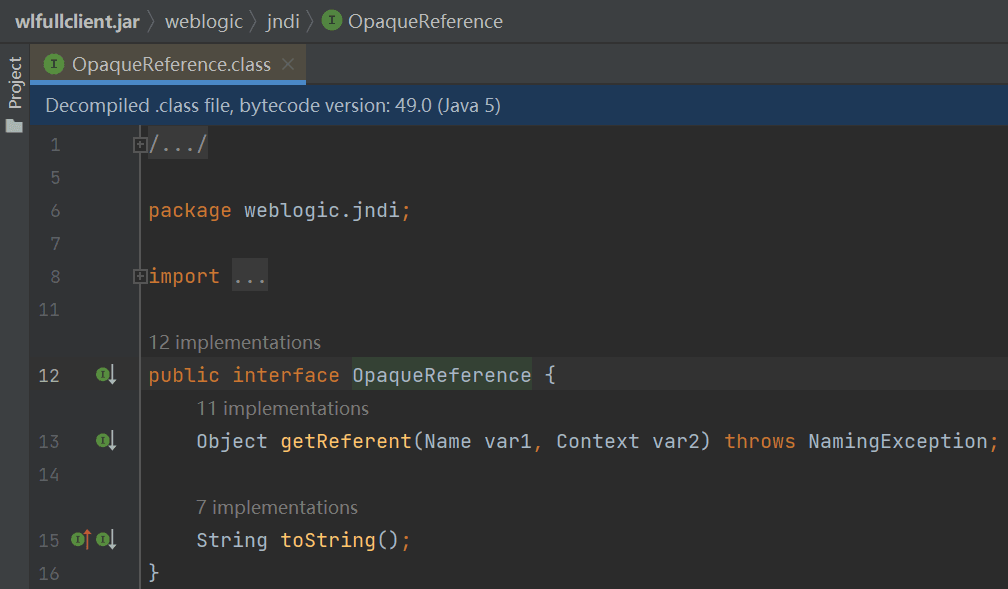 wlfullclient.jar weblogic jndi OpaqueReference
Project
OpaqueReference.class
Decompiled .class file, bytecode version: 49.0 (Java 5)
1 /.../
5
6 package weblogic.jndi;
7
8 import ...
11
12 implementations
12 public interface OpaqueReference {
11 implementations
13 Object getReferent(Name var1, Context var2) throws NamingException;
14
7 implementations
15 String toString();
16 }